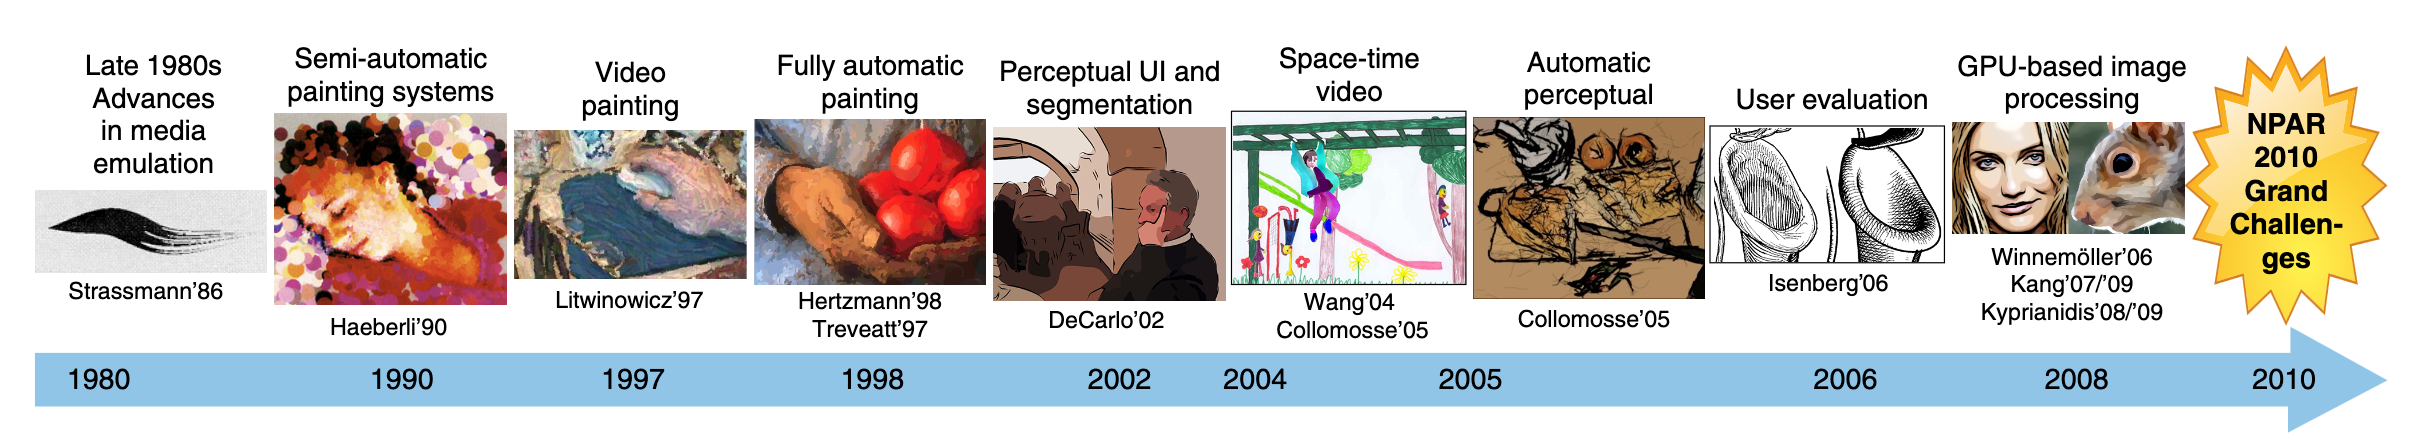 Late 1980s
Advances
in media
emulation
Strassmann’86
Semi-automatic
painting systems
Haeberli’90
Video
painting
Litwinowicz’97
Fully automatic
painting
Hertzmann’98
Treveatt’97
Perceptual UI and
segmentation
DeCarlo’02
Space-time
video
Wang’04
Collomosse’05
Automatic
perceptual
Collomosse’05
User evaluation
Isenberg’06
GPU-based image
processing
Winnemöller’06
Kang’07/’09
Kyprianidis’08/’09
NPAR
2010
Grand
Challen-
ges
1980 1990 1997 1998 2002 2004 2005 2006 2008 2010